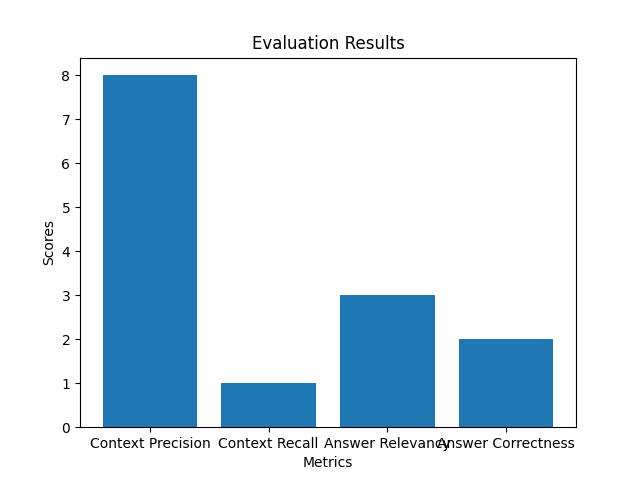 Evaluation Results
8
7
6
5
4
3
2
1
0
Scores
Context Precision Context Recall Answer Relevancy Answer Correctness
Metrics